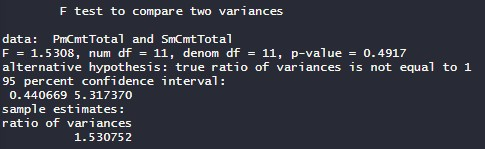 F test to compare two variances
data:  PmCmtTotal and SmCmtTotal
F = 1.5308, num df = 11, denom df = 11, p-value = 0.4917
alternative hypothesis: true ratio of variances is not equal to 1
95 percent confidence interval:
 0.440669 5.317370
sample estimates:
ratio of variances
          1.530752